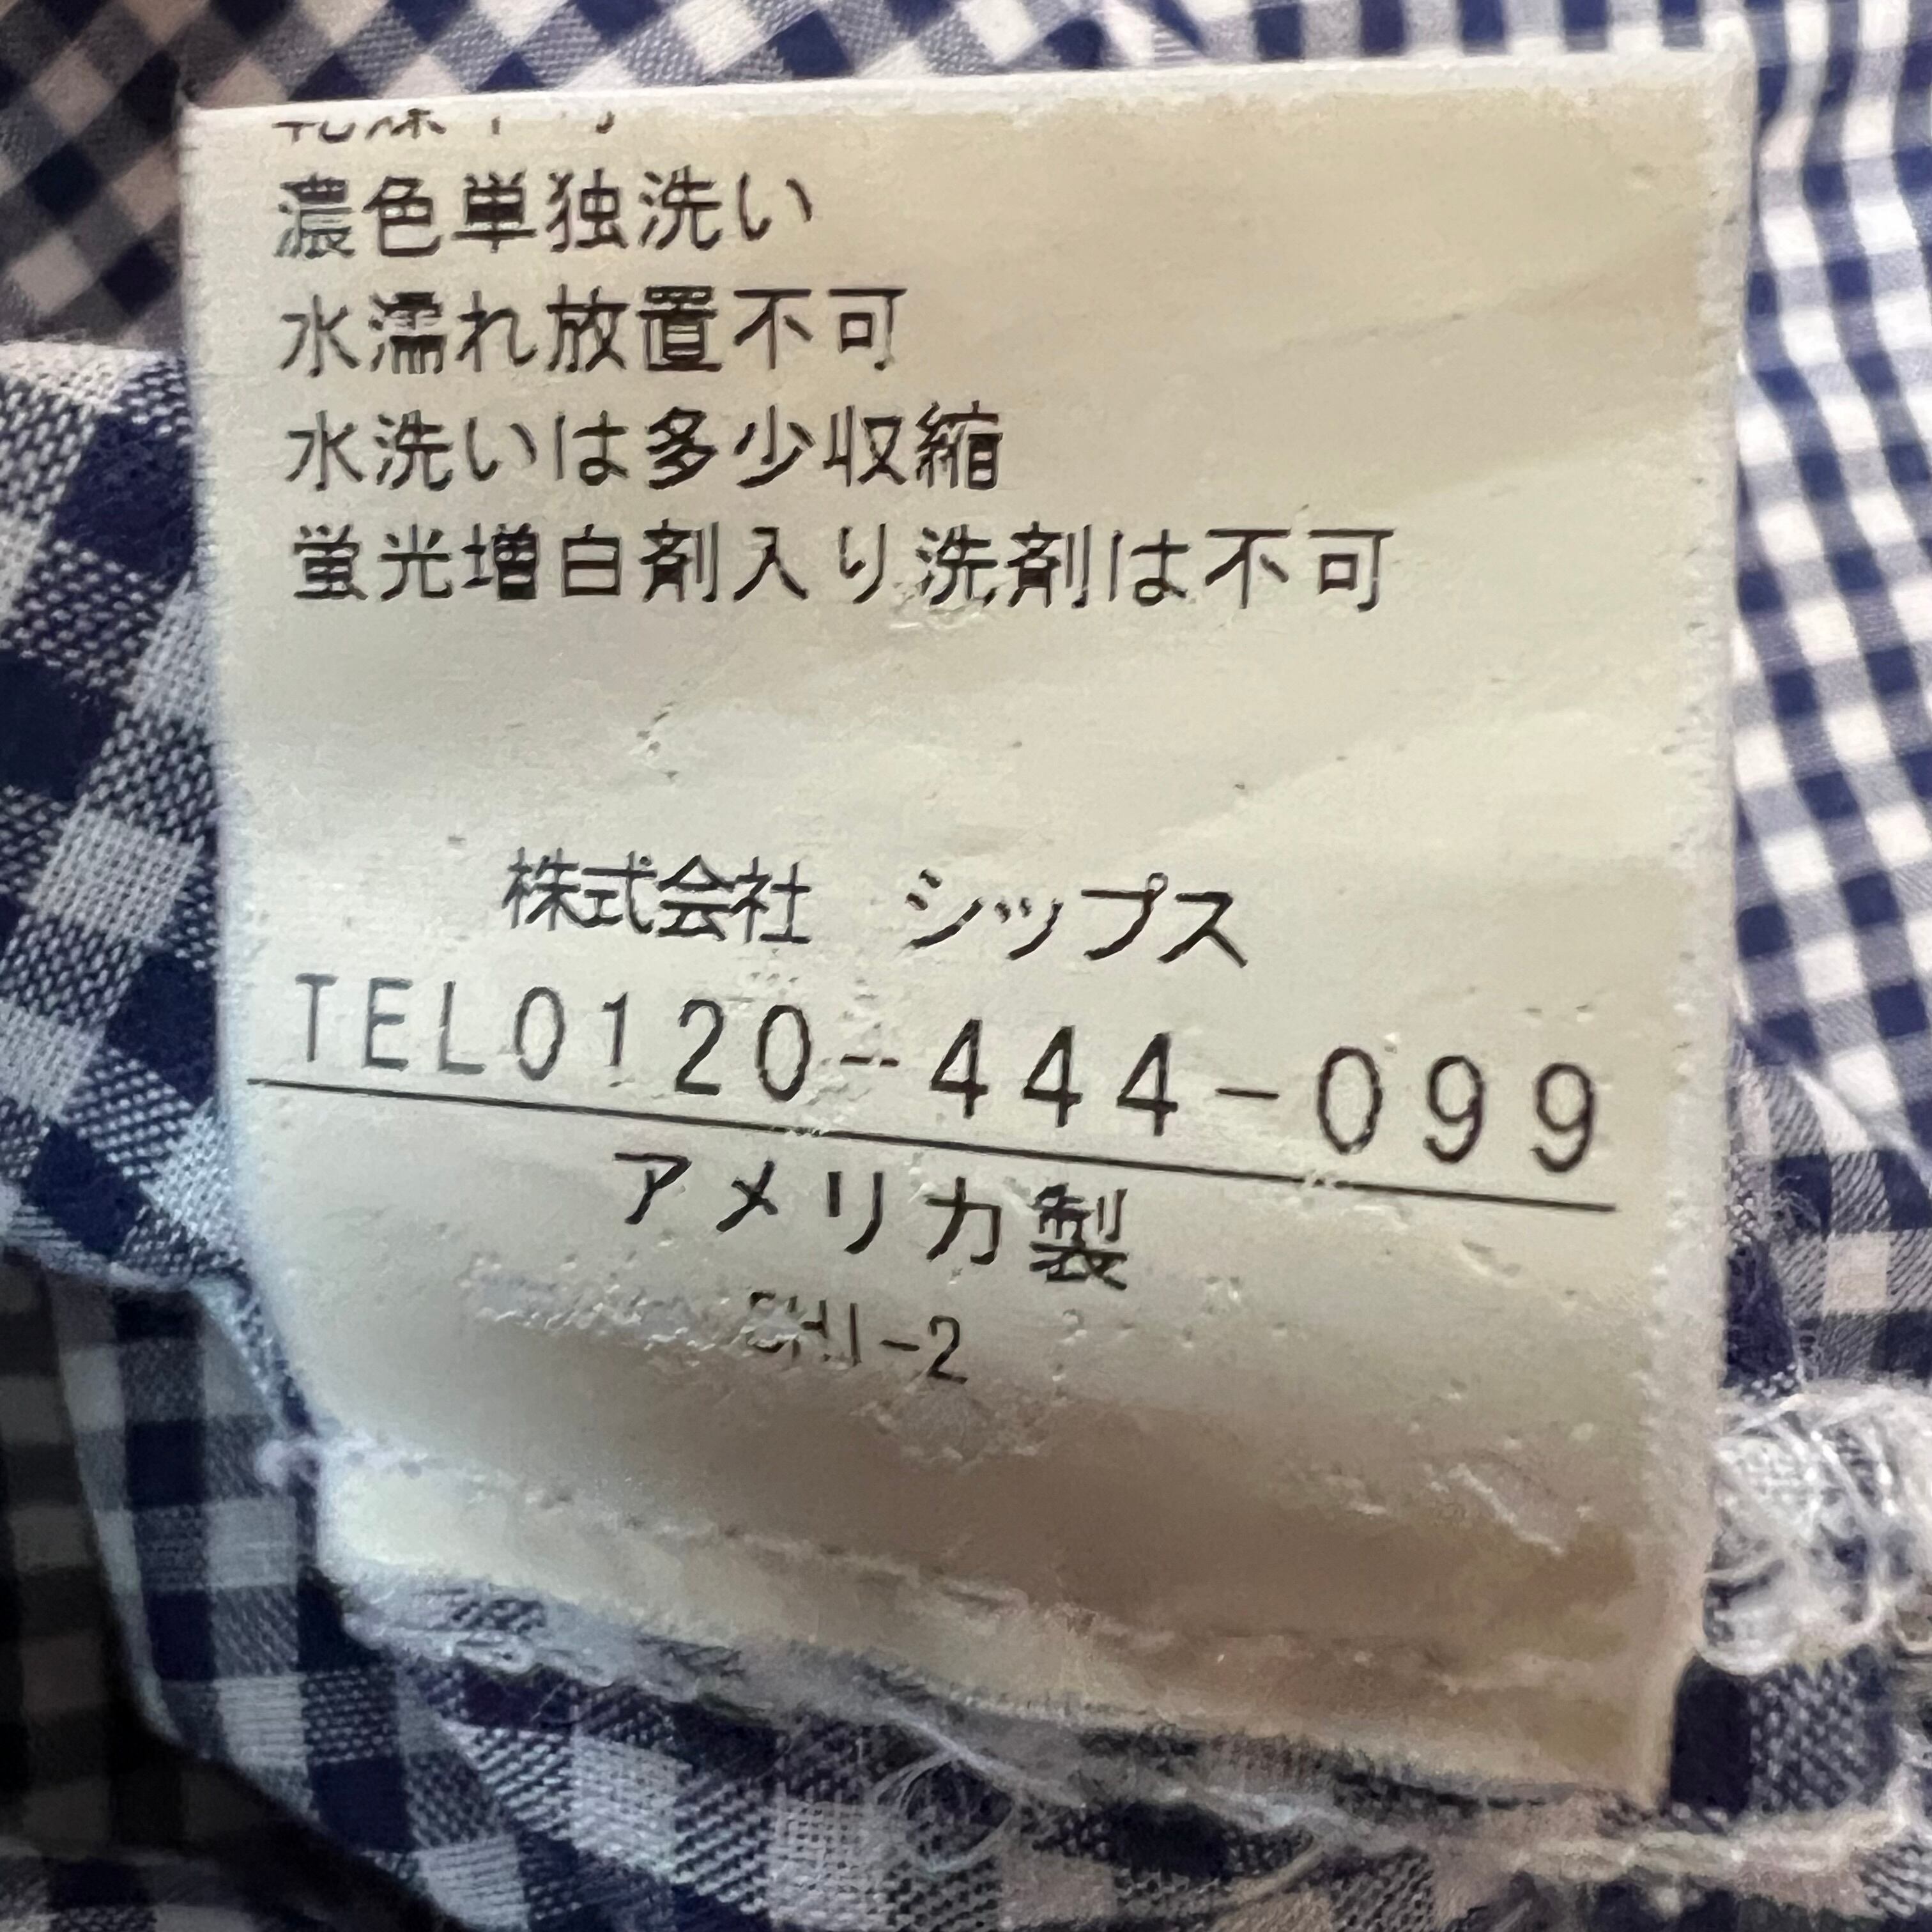 濃色単独洗い
水濡れ放置不可
水洗いは多少収縮
蛍光増白剤入り洗剤は不可
株式会社 シップス
TEL0120-444-099
アメリカ製